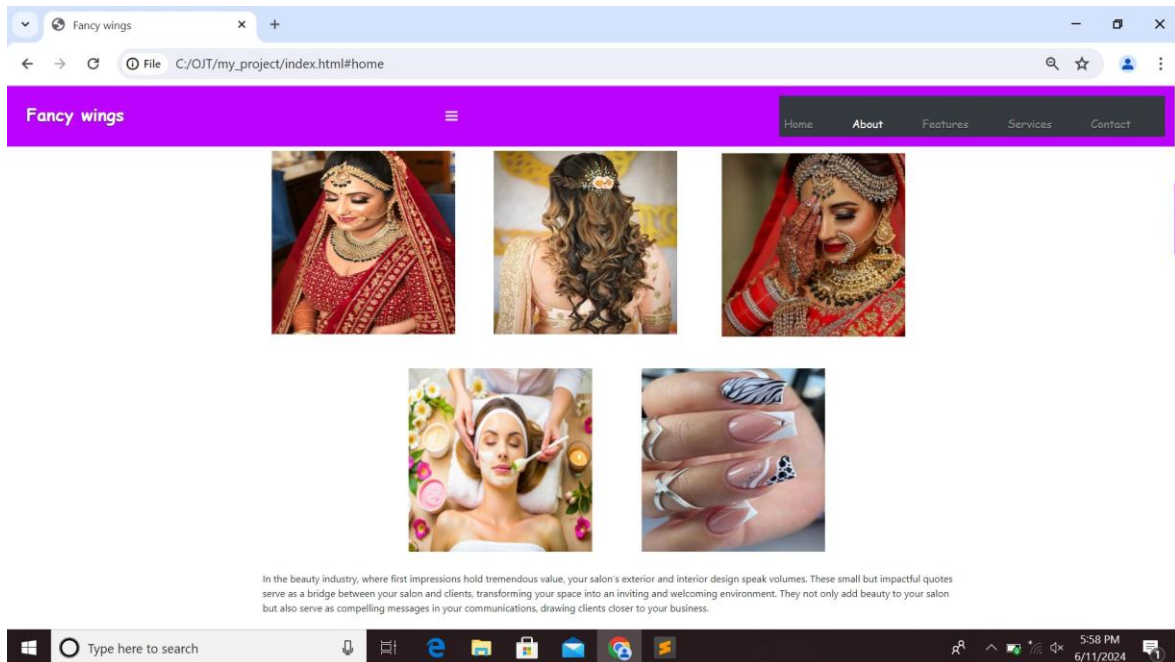 Fancy wings
File C:/OJT/my_project/index.html#home
Fancy wings
Home About Features Services Contact
In the beauty industry, where first impressions hold tremendous value, your salon's exterior and interior design speak volumes. These small but impactful quotes
serve as a bridge between your salon and clients, transforming your space into an inviting and welcoming environment. They not only add beauty to your salon
but also serve as compelling messages in your communications, drawing clients closer to your business.
Type here to search
5:58 PM
6/11/2024
1